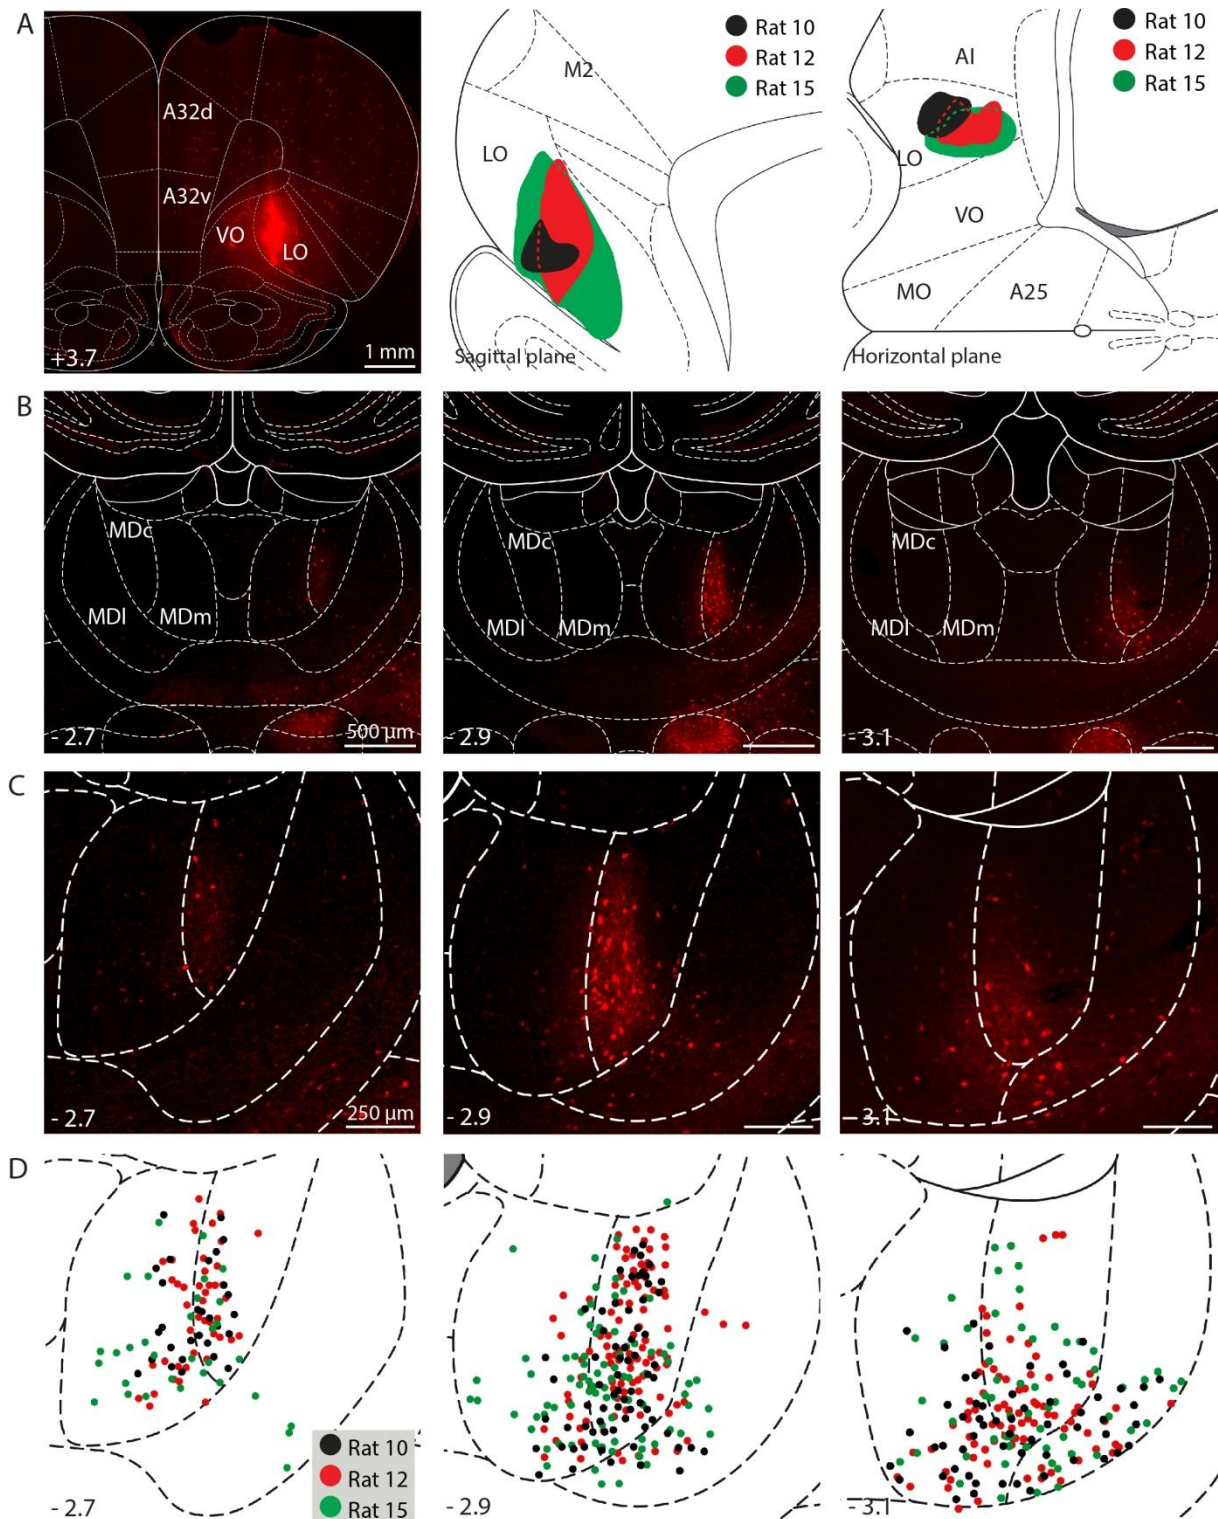 A
A32d
A32v
VO
LO
+3.7
1 mm
M2
LO
Rat 10
Rat 12
Rat 15
Sagittal plane
AI
LO
VO
MO
A25
Rat 10
Rat 12
Rat 15
Horizontal plane
B
MDc
MDl
MDm
- 2.7
500 µm
MDc
MDl
MDm
- 2.9
MDc
MDl
MDm
- 3.1
C
- 2.7
250 µm
- 2.9
- 3.1
D
- 2.7
Rat 10
Rat 12
Rat 15
- 2.9
- 3.1